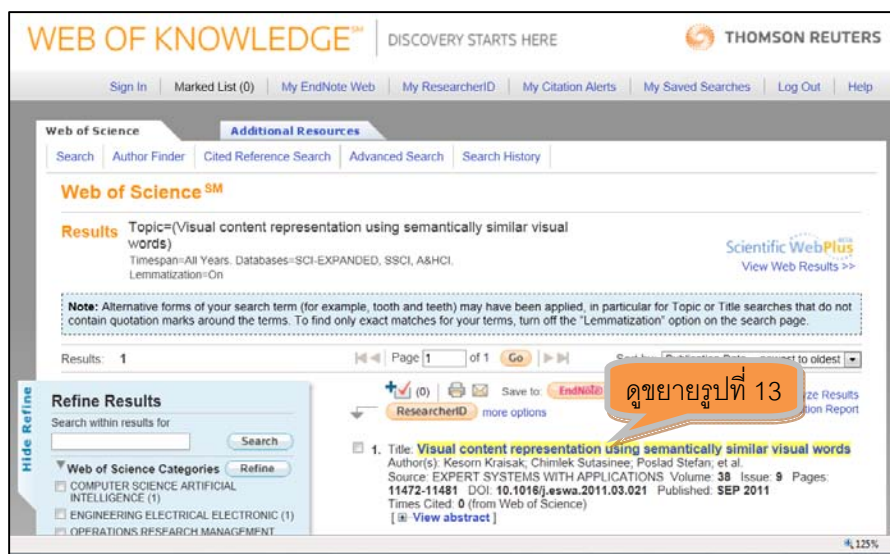 WEB OF KNOWLEDGE SM DISCOVERY STARTS HERE THOMSON REUTERS
Sign In Marked List (0) My EndNote Web My ResearcherID My Citation Alerts My Saved Searches Log Out Help
Web of Science Additional Resources
Search Author Finder Cited Reference Search Advanced Search Search History
Web of Science SM
Results Topic=(Visual content representation using semantically similar visual
words)
Timespan=All Years. Databases=SCI-EXPANDED, SSCI, A&HCI.
Lemmatization=On
Scientific WebPlus BETA
View Web Results >>
Note: Alternative forms of your search term (for example, tooth and teeth) may have been applied, in particular for Topic or Title searches that do not
contain quotation marks around the terms. To find only exact matches for your terms, turn off the "Lemmatization" option on the search page.
Results: 1 Page 1 of 1 Go
newest to oldest
Hide Refine
Refine Results
Search within results for
Search
Web of Science Categories Refine
COMPUTER SCIENCE ARTIFICIAL
INTELLIGENCE (1)
ENGINEERING ELECTRICAL ELECTRONIC (1)
OPERATIONS RESEARCH MANAGEMENT
(0) Save to: EndNote
ResearcherID more options
ดูขยายรูปที่ 13
Results
Report
1. Title: Visual content representation using semantically similar visual words
Author(s): Kesorn Kraisak; Chimlek Sutasinee; Poslad Stefan; et al.
Source: EXPERT SYSTEMS WITH APPLICATIONS Volume: 38 Issue: 9 Pages:
11472-11481 DOI: 10.1016/j.eswa.2011.03.021 Published: SEP 2011
Times Cited: 0 (from Web of Science)
[ View abstract ]
125%